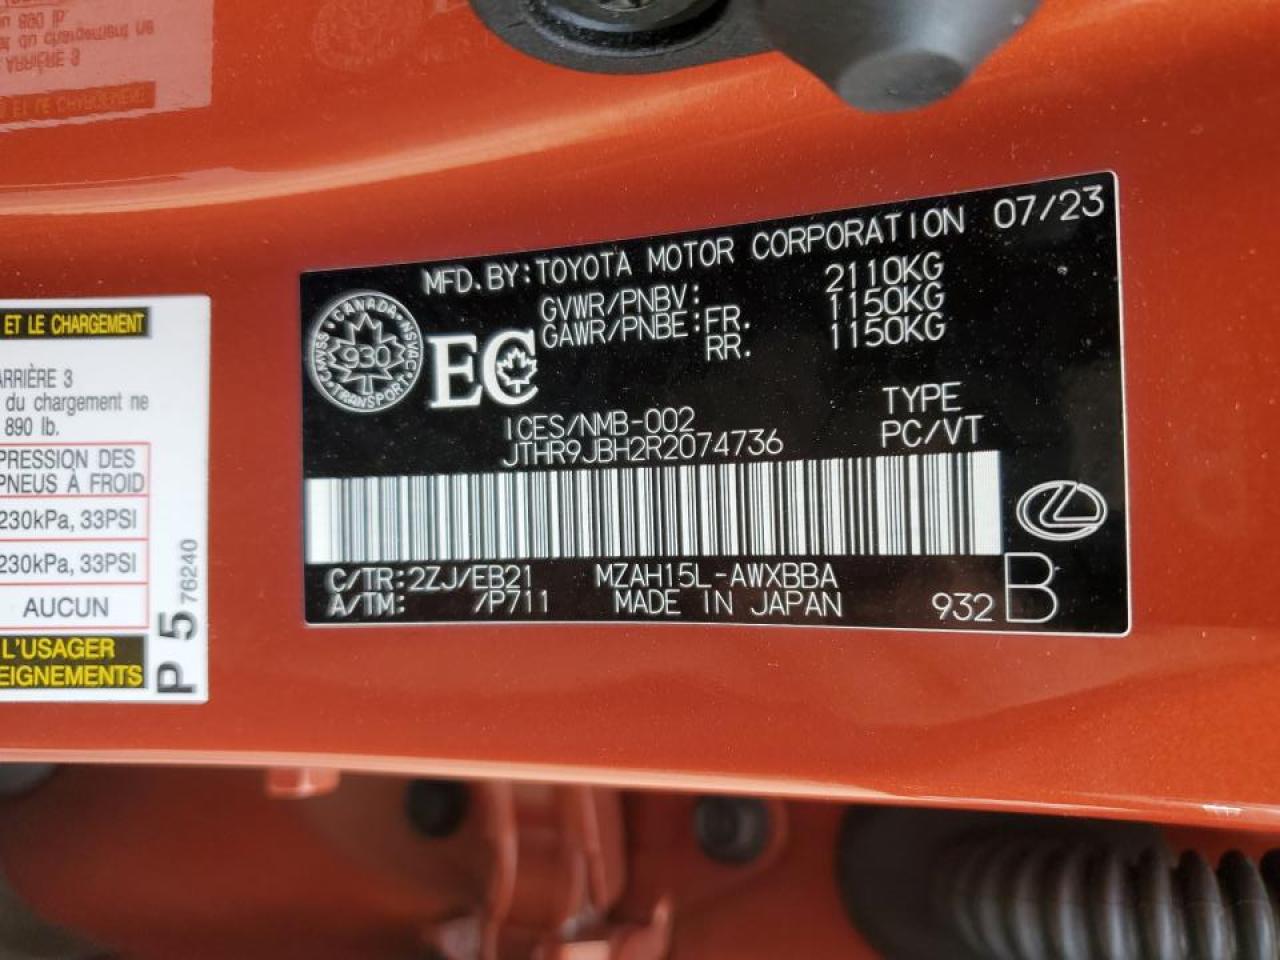 ET LE CHARGEMENT
ARRIÈRE 3
du chargement ne
890 lb.
PRESSION DES
PNEUS À FROID
230kPa, 33PSI
230kPa, 33PSI
AUCUN
L'USAGER
EIGNEMENTS
P 5 76240
MFD.BY:TOYOTA MOTOR CORPORATION 07/23
GVWR/PNBV: 2110KG
GAWR/PNBE:FR. 1150KG
RR. 1150KG
CANADA
NSVAC
TRANSPORT
CMVSS
930
EC
TYPE
ICES/NMB-002
PC/VT
JTHR9JBH2R2074736
C/TR:2ZJ/EB21 MZAH15L-AWXBBA
A/TM: /P711 MADE IN JAPAN
932 B